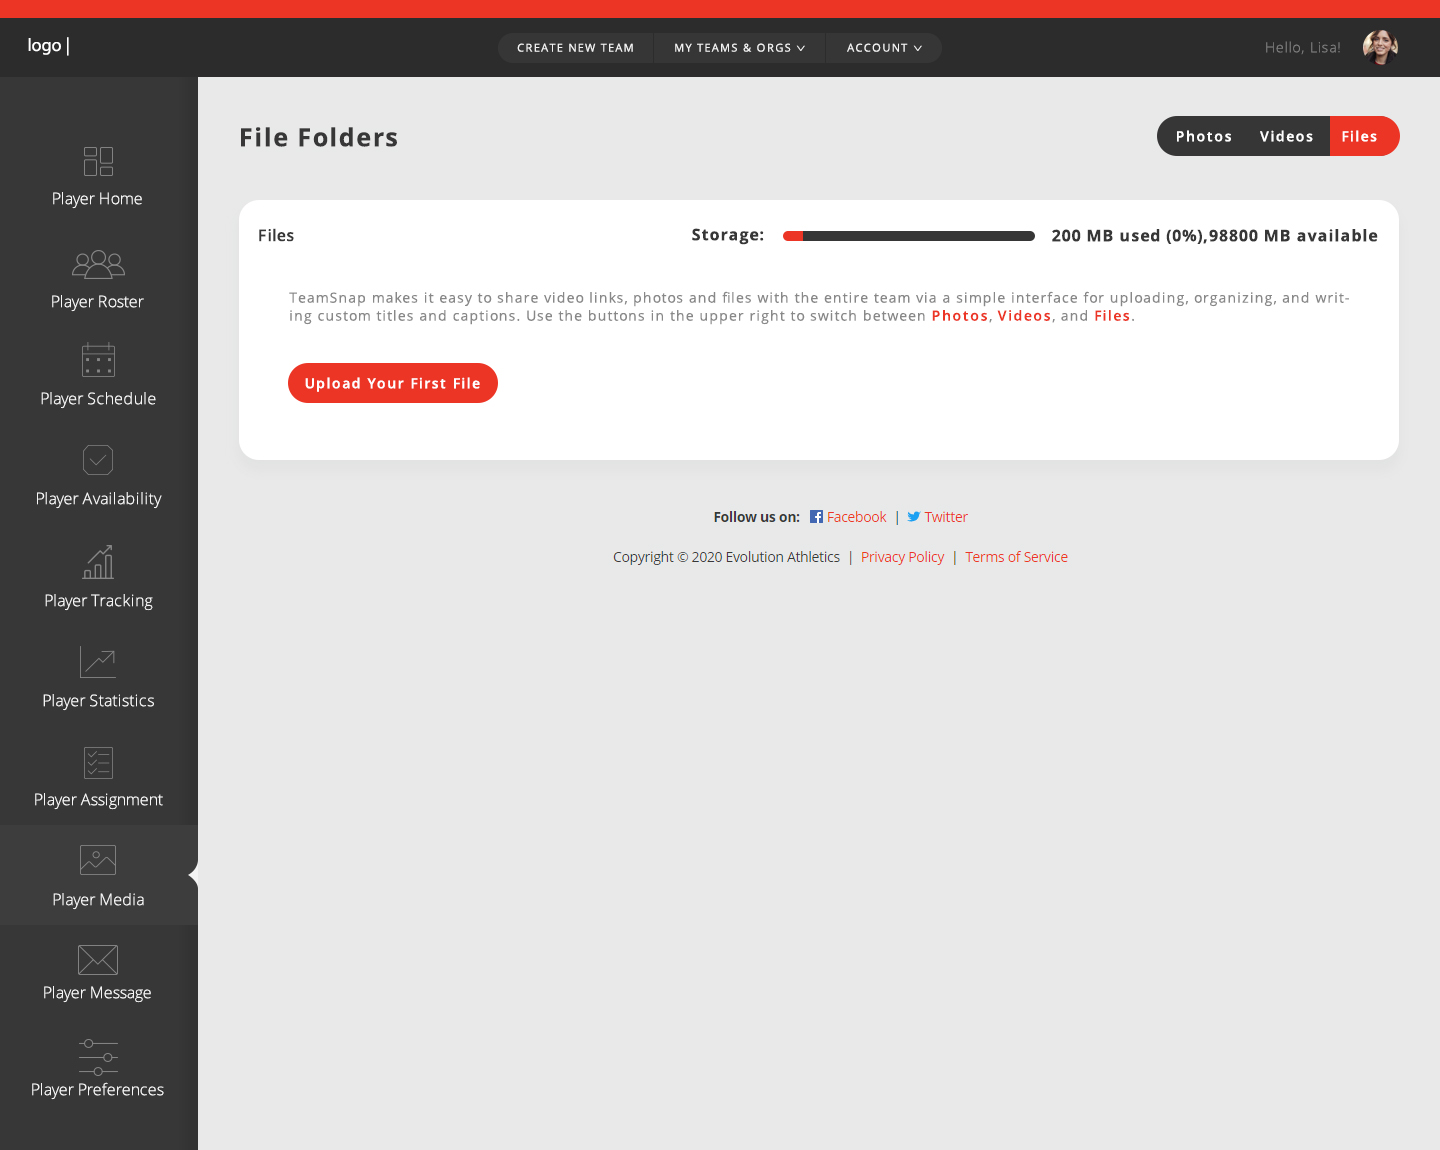 logo |
CREATE NEW TEAM
MY TEAMS & ORGS
ACCOUNT
Hello, Lisa!
Player Home
Player Roster
Player Schedule
Player Availability
Player Tracking
Player Statistics
Player Assignment
Player Media
Player Message
Player Preferences
File Folders
Photos
Videos
Files
Files
Storage:
200 MB used (0%),98800 MB available
TeamSnap makes it easy to share video links, photos and files with the entire team via a simple interface for uploading, organizing, and writ-
ing custom titles and captions. Use the buttons in the upper right to switch between Photos, Videos, and Files.
Upload Your First File
Follow us on: Facebook | Twitter
Copyright © 2020 Evolution Athletics | Privacy Policy | Terms of Service